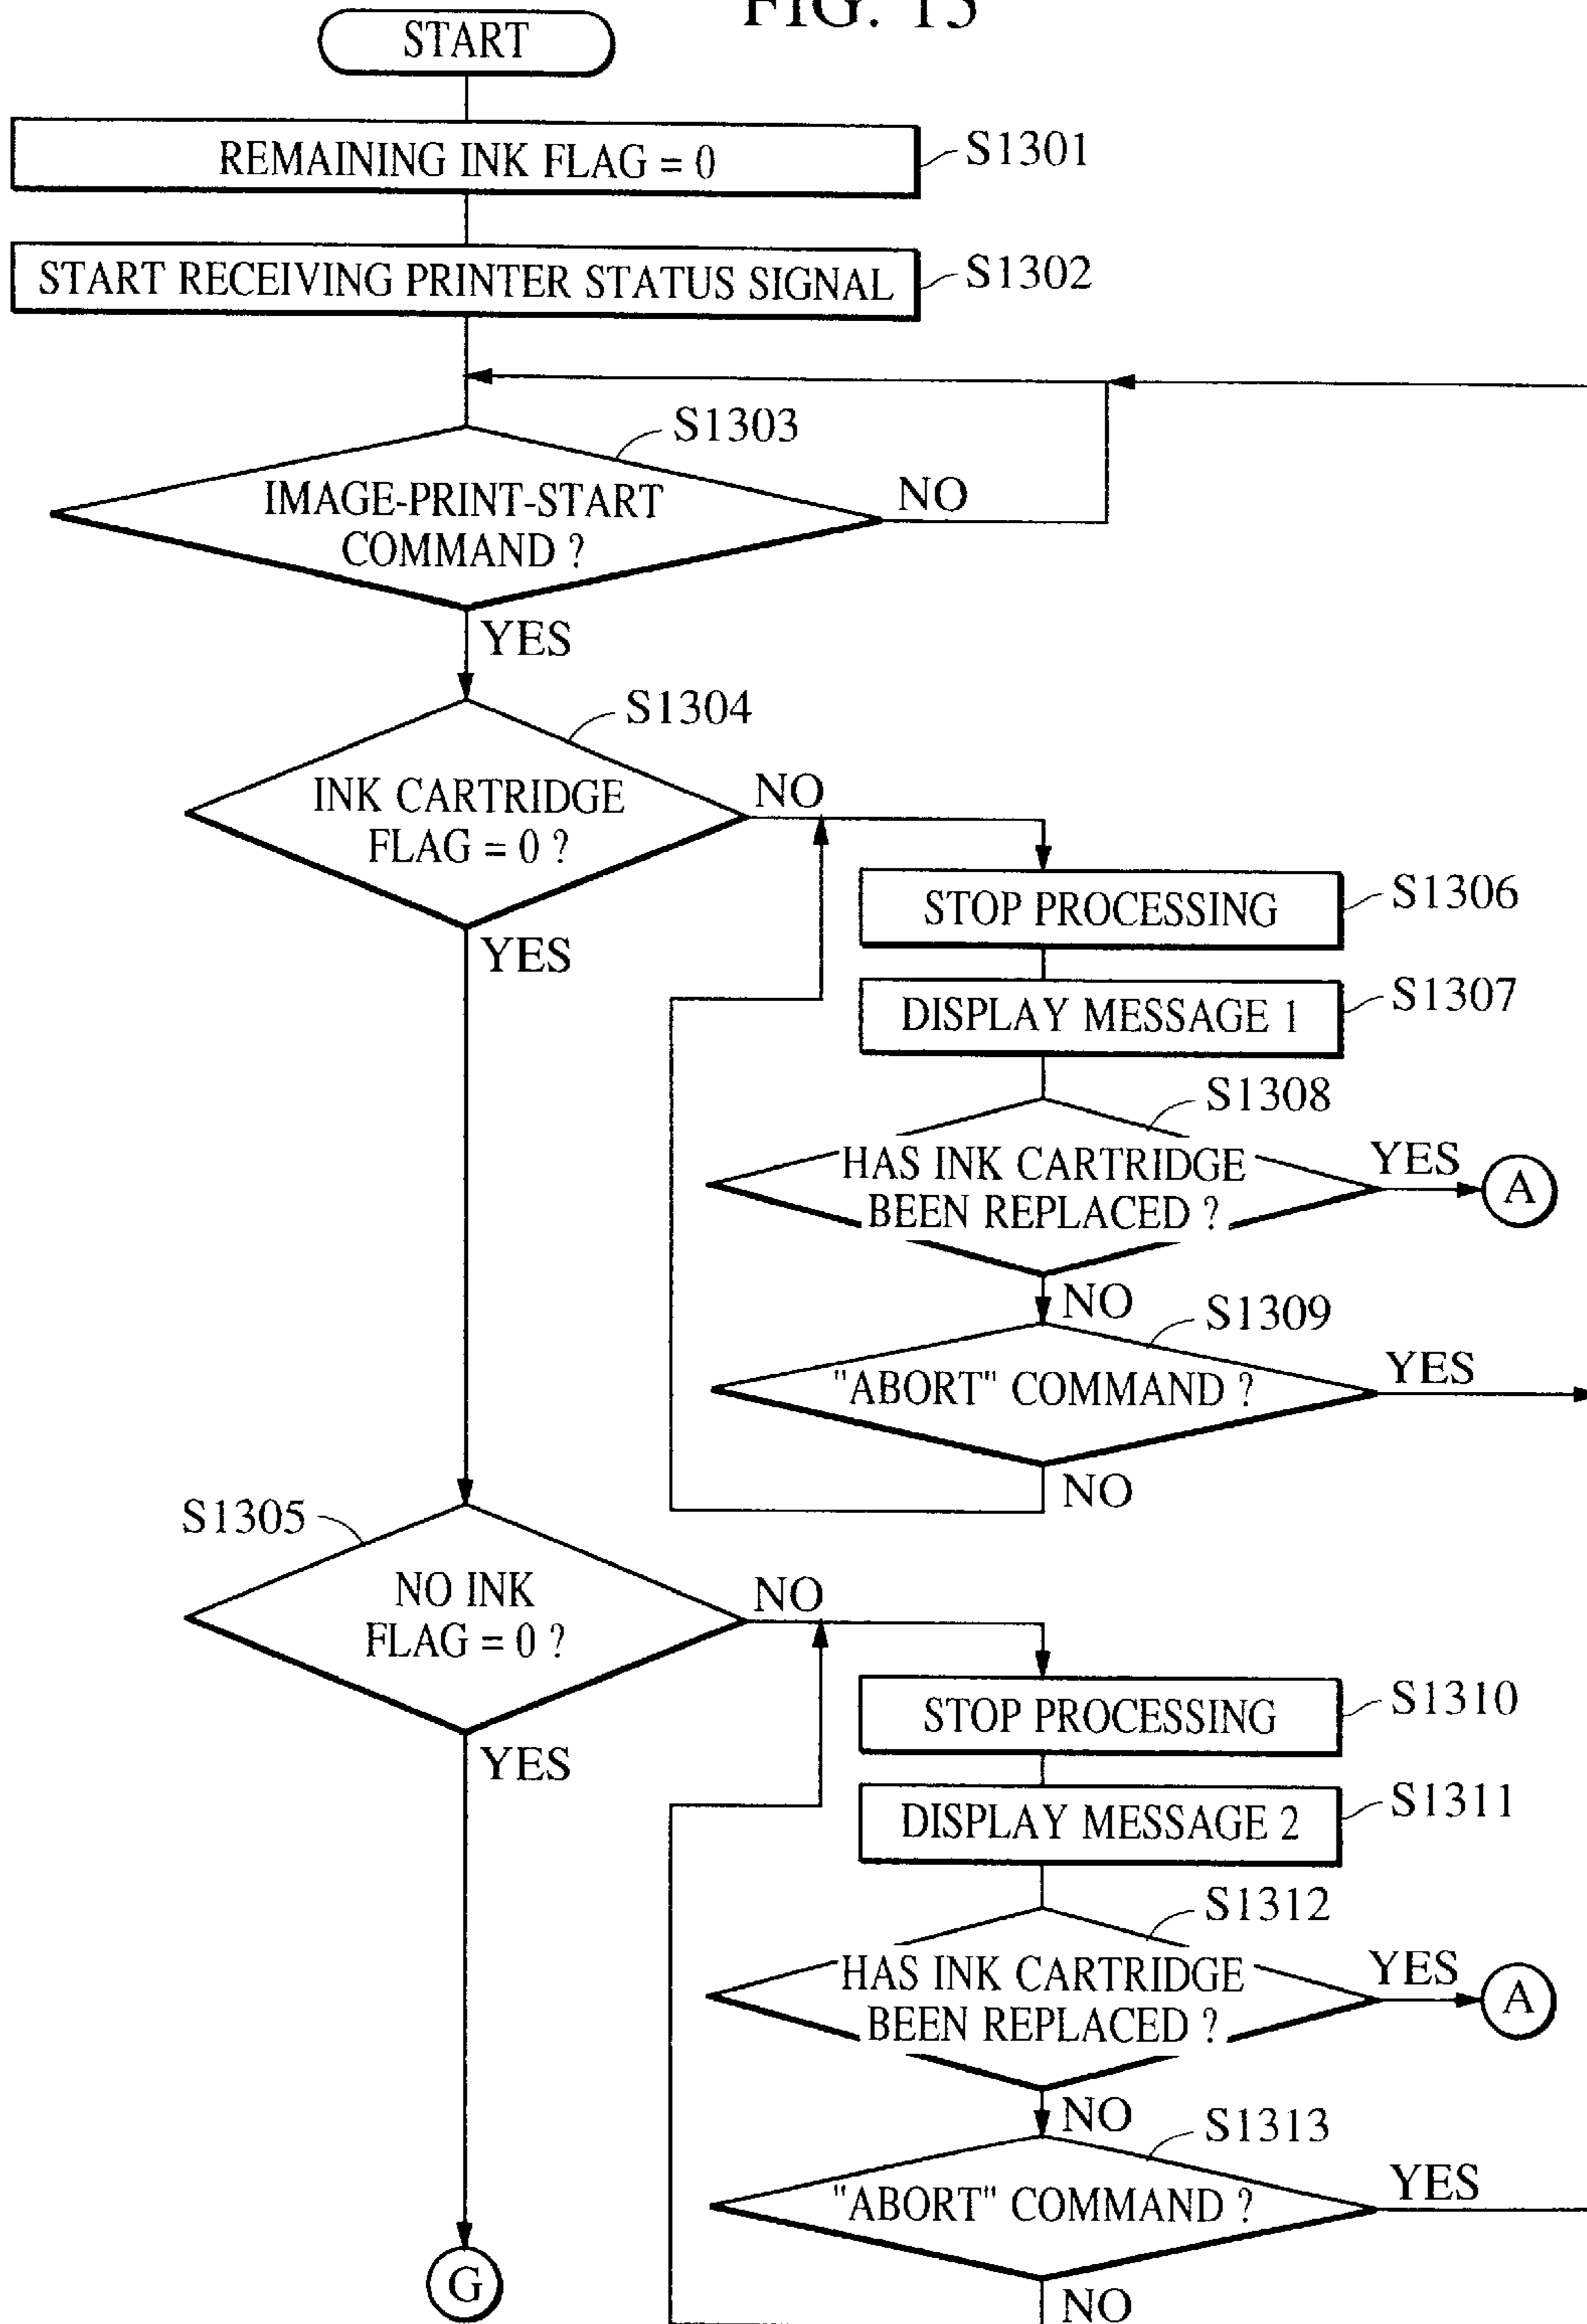 FIG. 13
START
REMAINING INK FLAG = 0
S1301
START RECEIVING PRINTER STATUS SIGNAL
S1302
S1303
IMAGE-PRINT-START
COMMAND ?
NO
YES
S1304
INK CARTRIDGE
FLAG = 0 ?
NO
YES
STOP PROCESSING
S1306
DISPLAY MESSAGE 1
S1307
S1308
HAS INK CARTRIDGE
BEEN REPLACED ?
YES
A
NO
S1309
"ABORT" COMMAND ?
YES
NO
S1305
NO INK
FLAG = 0 ?
NO
YES
STOP PROCESSING
S1310
DISPLAY MESSAGE 2
S1311
S1312
HAS INK CARTRIDGE
BEEN REPLACED ?
YES
A
NO
S1313
"ABORT" COMMAND ?
YES
NO
G